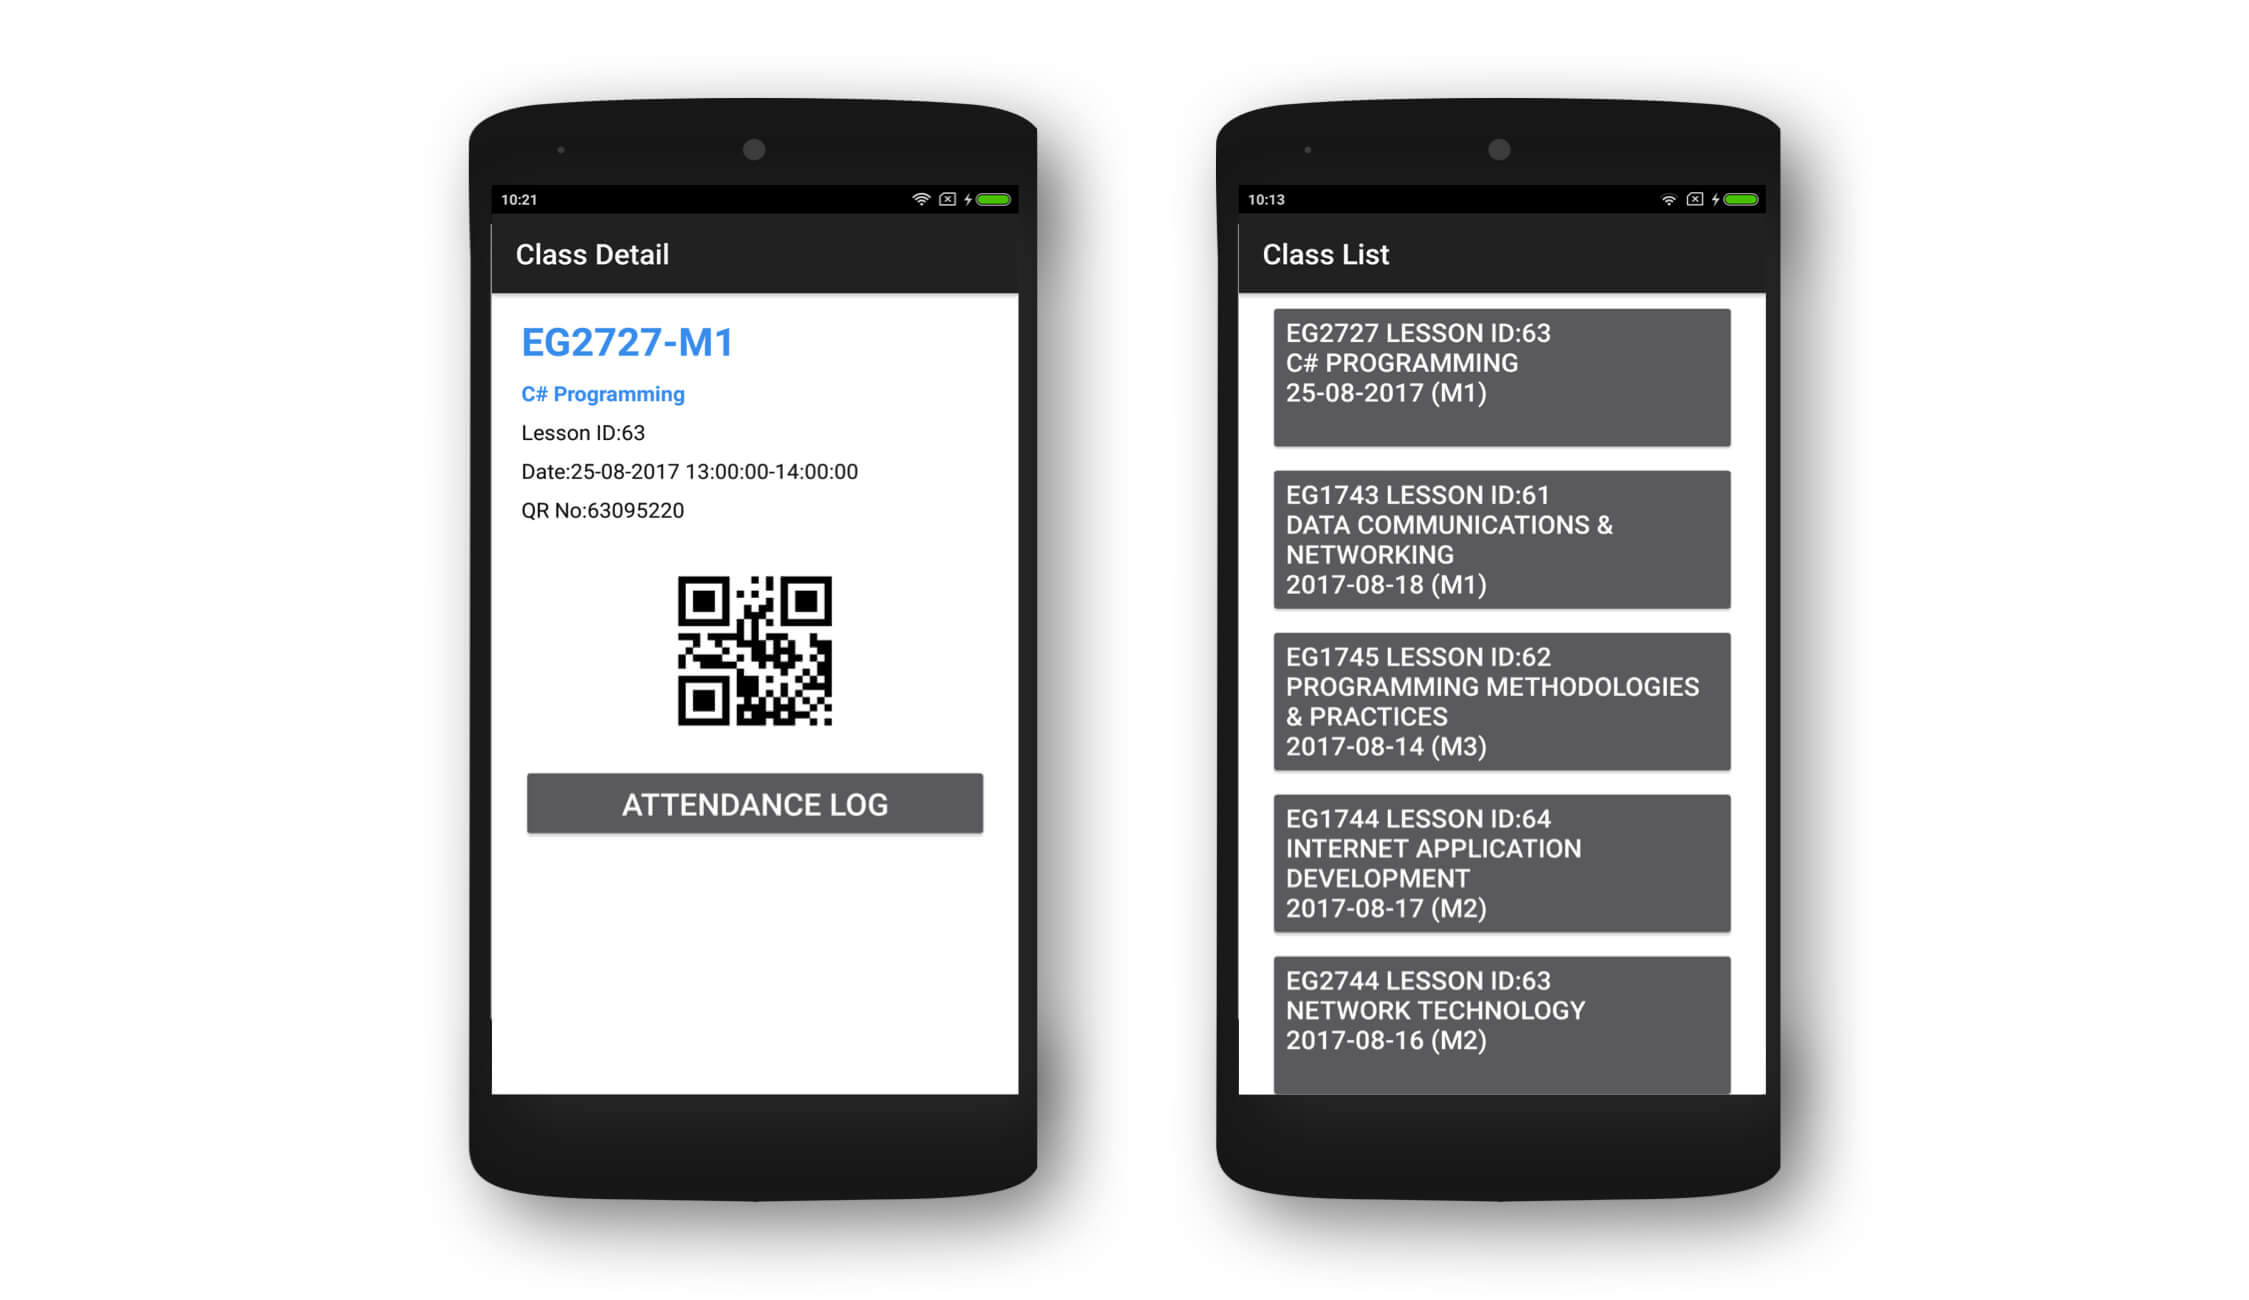 10:21
Class Detail
EG2727-M1
C# Programming
Lesson ID:63
Date:25-08-2017 13:00:00-14:00:00
QR No:63095220
ATTENDANCE LOG
10:13
Class List
EG2727 LESSON ID:63
C# PROGRAMMING
25-08-2017 (M1)
EG1743 LESSON ID:61
DATA COMMUNICATIONS &
NETWORKING
2017-08-18 (M1)
EG1745 LESSON ID:62
PROGRAMMING METHODOLOGIES
& PRACTICES
2017-08-14 (M3)
EG1744 LESSON ID:64
INTERNET APPLICATION
DEVELOPMENT
2017-08-17 (M2)
EG2744 LESSON ID:63
NETWORK TECHNOLOGY
2017-08-16 (M2)